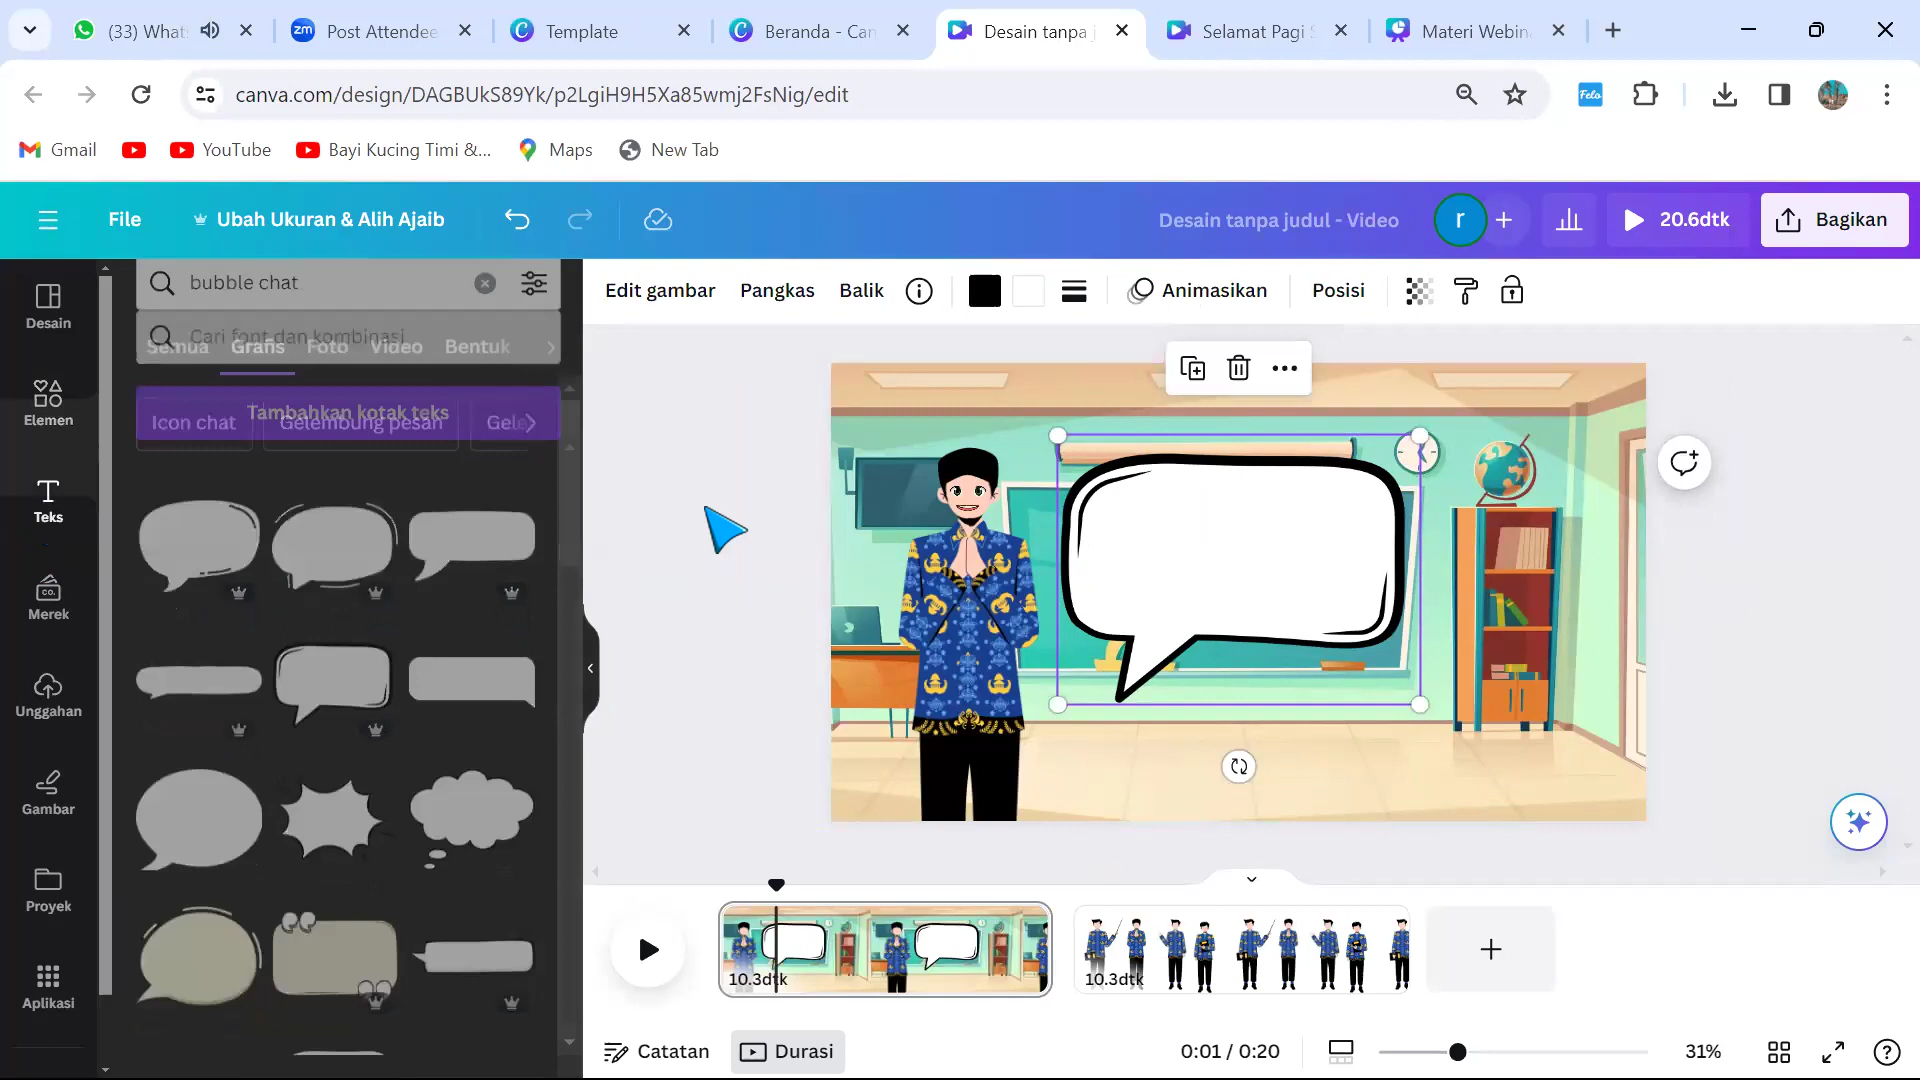 (33) What
Post Attendee
Template
Beranda - Can
Desain tanpa j
Selamat Pagi S
Materi Webin
canva.com/design/DAGBUkS89Yk/p2LgiH9H5Xa85wmj2FsNig/edit
Felo
Gmail
YouTube
Bayi Kucing Timi &...
Maps
New Tab
File
Ubah Ukuran & Alih Ajaib
Desain tanpa judul - Video
r
20.6dtk
Bagikan
Edit gambar
Pangkas
Balik
Animasikan
Posisi
Desain
Elemen
Teks
Merek
Unggahan
Gambar
Proyek
Aplikasi
bubble chat
Cari font dan kombinasi
Semua
Grafis
Foto
Video
Bentuk
Tambahkan kotak teks
Icon chat
Gelembung pesan
Gele
10.3dtk
10.3dtk
Catatan
Durasi
0:01 / 0:20
31%